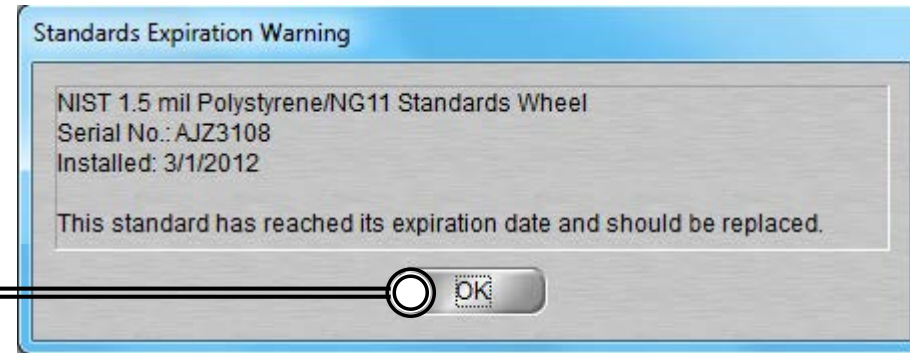 Standards Expiration Warning
NIST 1.5 mil Polystyrene/NG11 Standards Wheel
Serial No.: AJZ3108
Installed: 3/1/2012
This standard has reached its expiration date and should be replaced.
OK